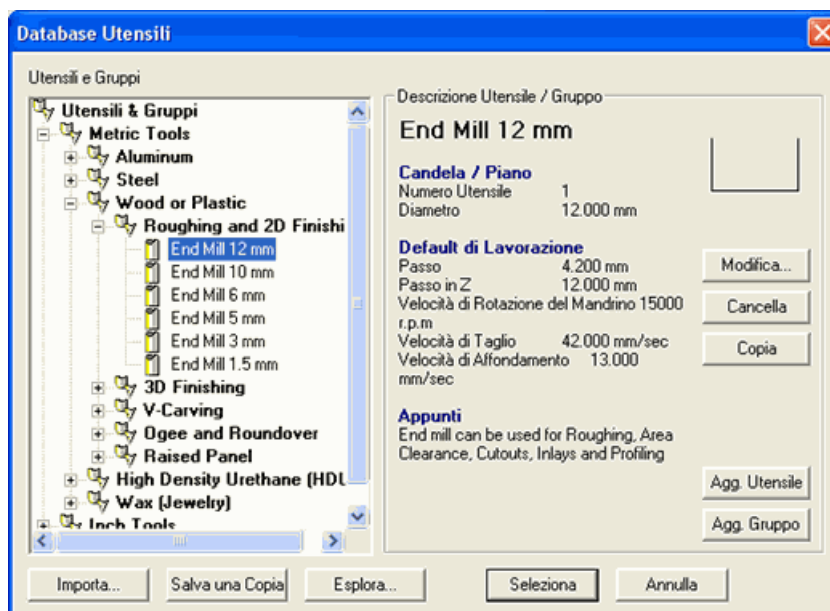 Database Utensili
Utensili e Gruppi
Utensili & Gruppi
Metric Tools
Aluminum
Steel
Wood or Plastic
Roughing and 2D Finishi
End Mill 12 mm
End Mill 10 mm
End Mill 6 mm
End Mill 5 mm
End Mill 3 mm
End Mill 1.5 mm
3D Finishing
V-Carving
Ogee and Roundover
Raised Panel
High Density Urethane (HDU
Wax (Jewelry)
Inch Tools
Descrizione Utensile / Gruppo
End Mill 12 mm
Candela / Piano
Numero Utensile 1
Diametro 12.000 mm
Default di Lavorazione
Passo 4.200 mm
Passo in Z 12.000 mm
Velocità di Rotazione del Mandrino 15000
r.p.m
Velocità di Taglio 42.000 mm/sec
Velocità di Affondamento 13.000
mm/sec
Appunti
End mill can be used for Roughing, Area
Clearance, Cutouts, Inlays and Profiling
Modifica...
Cancella
Copia
Agg. Utensile
Agg. Gruppo
Importa...
Salva una Copia
Esplora...
Seleziona
Annulla